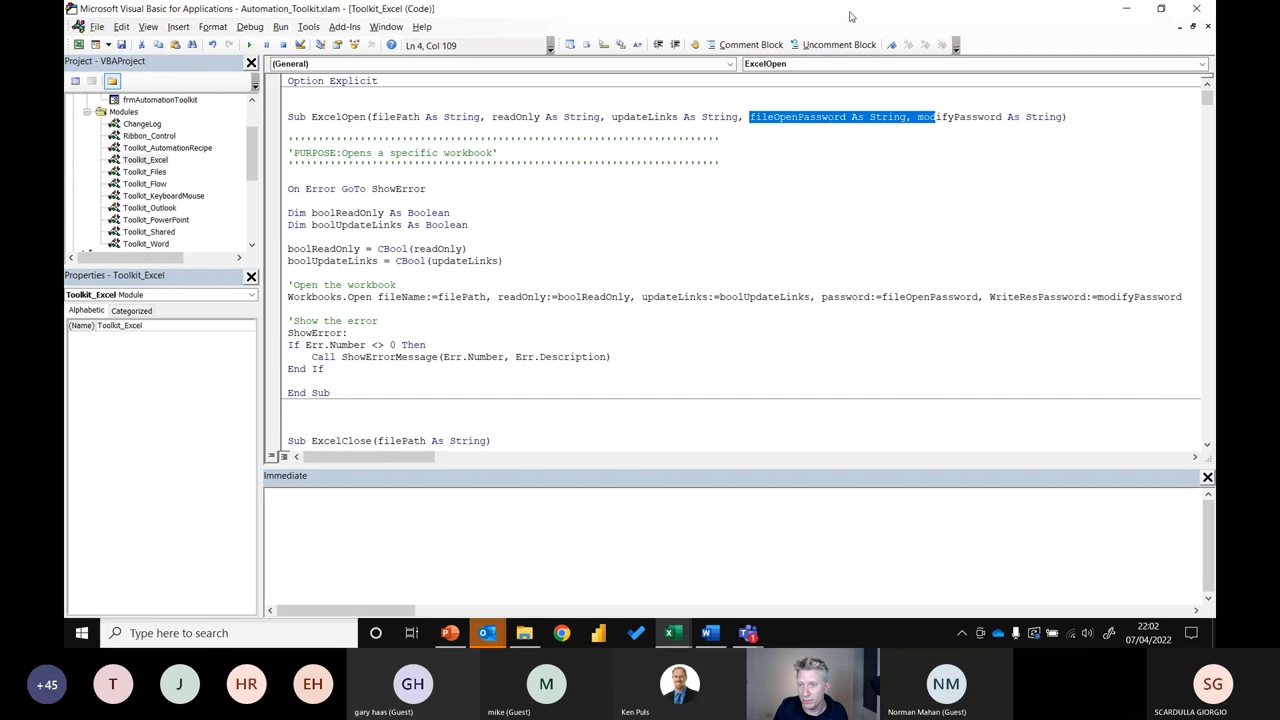 Microsoft Visual Basic for Applications - Automation_Toolkit.xlam - [Toolkit_Excel (Code)]
File Edit View Insert Format Debug Run Tools Add-Ins Window Help
Ln 4, Col 109 Comment Block Uncomment Block
Project - VBAProject
(General) ExcelOpen
frmAutomationToolkit
Modules
ChangeLog
Ribbon_Control
Toolkit_AutomationRecipe
Toolkit_Excel
Toolkit_Files
Toolkit_Flow
Toolkit_KeyboardMouse
Toolkit_Outlook
Toolkit_PowerPoint
Toolkit_Shared
Toolkit_Word
Properties - Toolkit_Excel
Toolkit_Excel Module
Alphabetic Categorized
(Name) Toolkit_Excel
Option Explicit
Sub ExcelOpen(filePath As String, readOnly As String, updateLinks As String, fileOpenPassword As String, modifyPassword As String)
''''''''''''''''''''''''''''''''''''''''''''''''''''''''''''''''''''''''
'PURPOSE:Opens a specific workbook'
''''''''''''''''''''''''''''''''''''''''''''''''''''''''''''''''''''''''
On Error GoTo ShowError
Dim boolReadOnly As Boolean
Dim boolUpdateLinks As Boolean
boolReadOnly = CBool(readOnly)
boolUpdateLinks = CBool(updateLinks)
'Open the workbook
Workbooks.Open fileName:=filePath, readOnly:=boolReadOnly, updateLinks:=boolUpdateLinks, password:=fileOpenPassword, WriteResPassword:=modifyPassword
'Show the error
ShowError:
If Err.Number <> 0 Then
Call ShowErrorMessage(Err.Number, Err.Description)
End If
End Sub
Sub ExcelClose(filePath As String)
Immediate
Type here to search
22:02
07/04/2022
+45 T J HR EH GH M NM SG
gary haas (Guest) mike (Guest) Ken Puls Norman Mahan (Guest) SCARDULLA GIORGIO